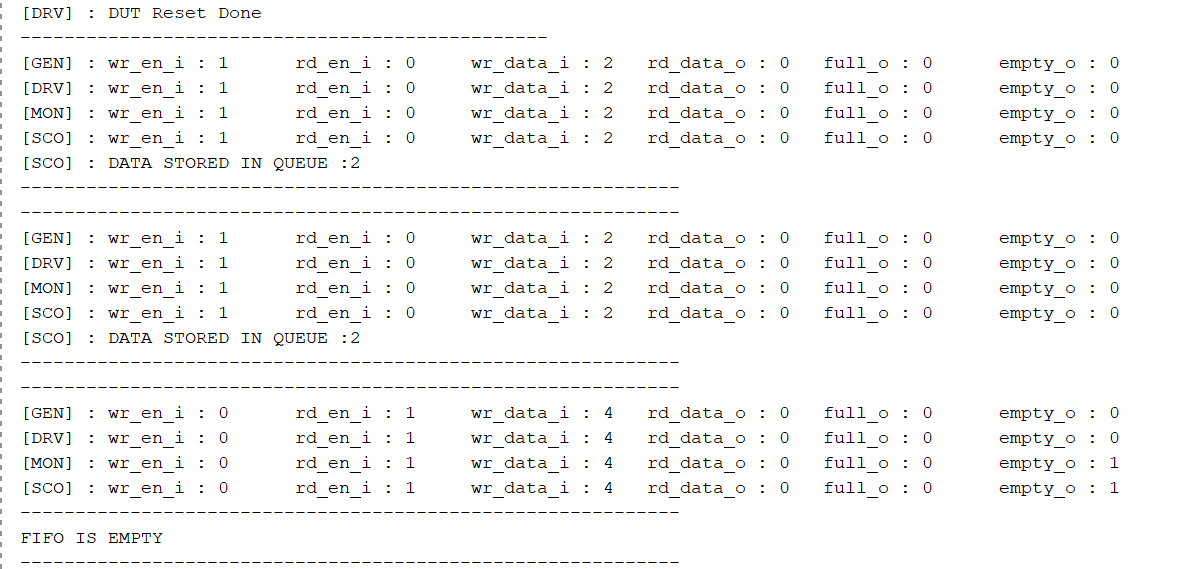 [DRV] : DUT Reset Done
------------------------------------------------
[GEN] : wr_en_i : 1      rd_en_i : 0     wr_data_i : 2   rd_data_o : 0   full_o : 0      empty_o : 0
[DRV] : wr_en_i : 1      rd_en_i : 0     wr_data_i : 2   rd_data_o : 0   full_o : 0      empty_o : 0
[MON] : wr_en_i : 1      rd_en_i : 0     wr_data_i : 2   rd_data_o : 0   full_o : 0      empty_o : 0
[SCO] : wr_en_i : 1      rd_en_i : 0     wr_data_i : 2   rd_data_o : 0   full_o : 0      empty_o : 0
[SCO] : DATA STORED IN QUEUE :2
------------------------------------------------------------
------------------------------------------------------------
[GEN] : wr_en_i : 1      rd_en_i : 0     wr_data_i : 2   rd_data_o : 0   full_o : 0      empty_o : 0
[DRV] : wr_en_i : 1      rd_en_i : 0     wr_data_i : 2   rd_data_o : 0   full_o : 0      empty_o : 0
[MON] : wr_en_i : 1      rd_en_i : 0     wr_data_i : 2   rd_data_o : 0   full_o : 0      empty_o : 0
[SCO] : wr_en_i : 1      rd_en_i : 0     wr_data_i : 2   rd_data_o : 0   full_o : 0      empty_o : 0
[SCO] : DATA STORED IN QUEUE :2
------------------------------------------------------------
------------------------------------------------------------
[GEN] : wr_en_i : 0      rd_en_i : 1     wr_data_i : 4   rd_data_o : 0   full_o : 0      empty_o : 0
[DRV] : wr_en_i : 0      rd_en_i : 1     wr_data_i : 4   rd_data_o : 0   full_o : 0      empty_o : 0
[MON] : wr_en_i : 0      rd_en_i : 1     wr_data_i : 4   rd_data_o : 0   full_o : 0      empty_o : 1
[SCO] : wr_en_i : 0      rd_en_i : 1     wr_data_i : 4   rd_data_o : 0   full_o : 0      empty_o : 1
------------------------------------------------------------
FIFO IS EMPTY
------------------------------------------------------------